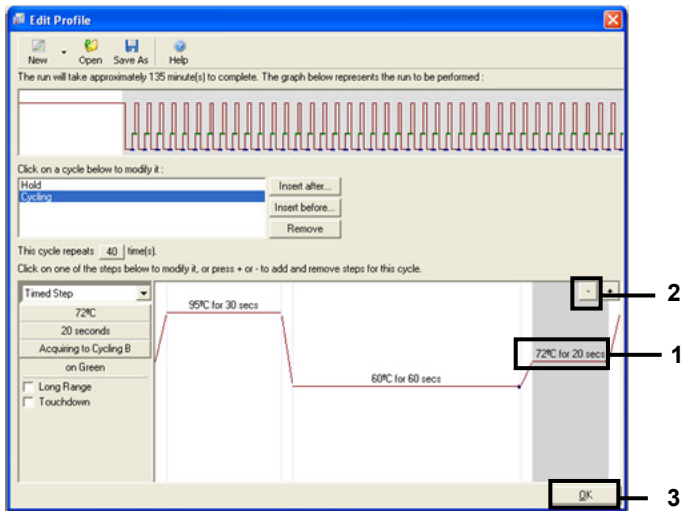 Edit Profile
New Open Save As Help
The run will take approximately 135 minute(s) to complete. The graph below represents the run to be performed :
Click on a cycle below to modify it :
Hold
Cycling
Insert after...
Insert before...
Remove
This cycle repeats 40 time(s).
Click on one of the steps below to modify it, or press + or - to add and remove steps for this cycle.
Timed Step
- +
2
72ºC
20 seconds
Acquiring to Cycling B
on Green
Long Range
Touchdown
95ºC for 30 secs
60ºC for 60 secs
72ºC for 20 secs
1
OK
3